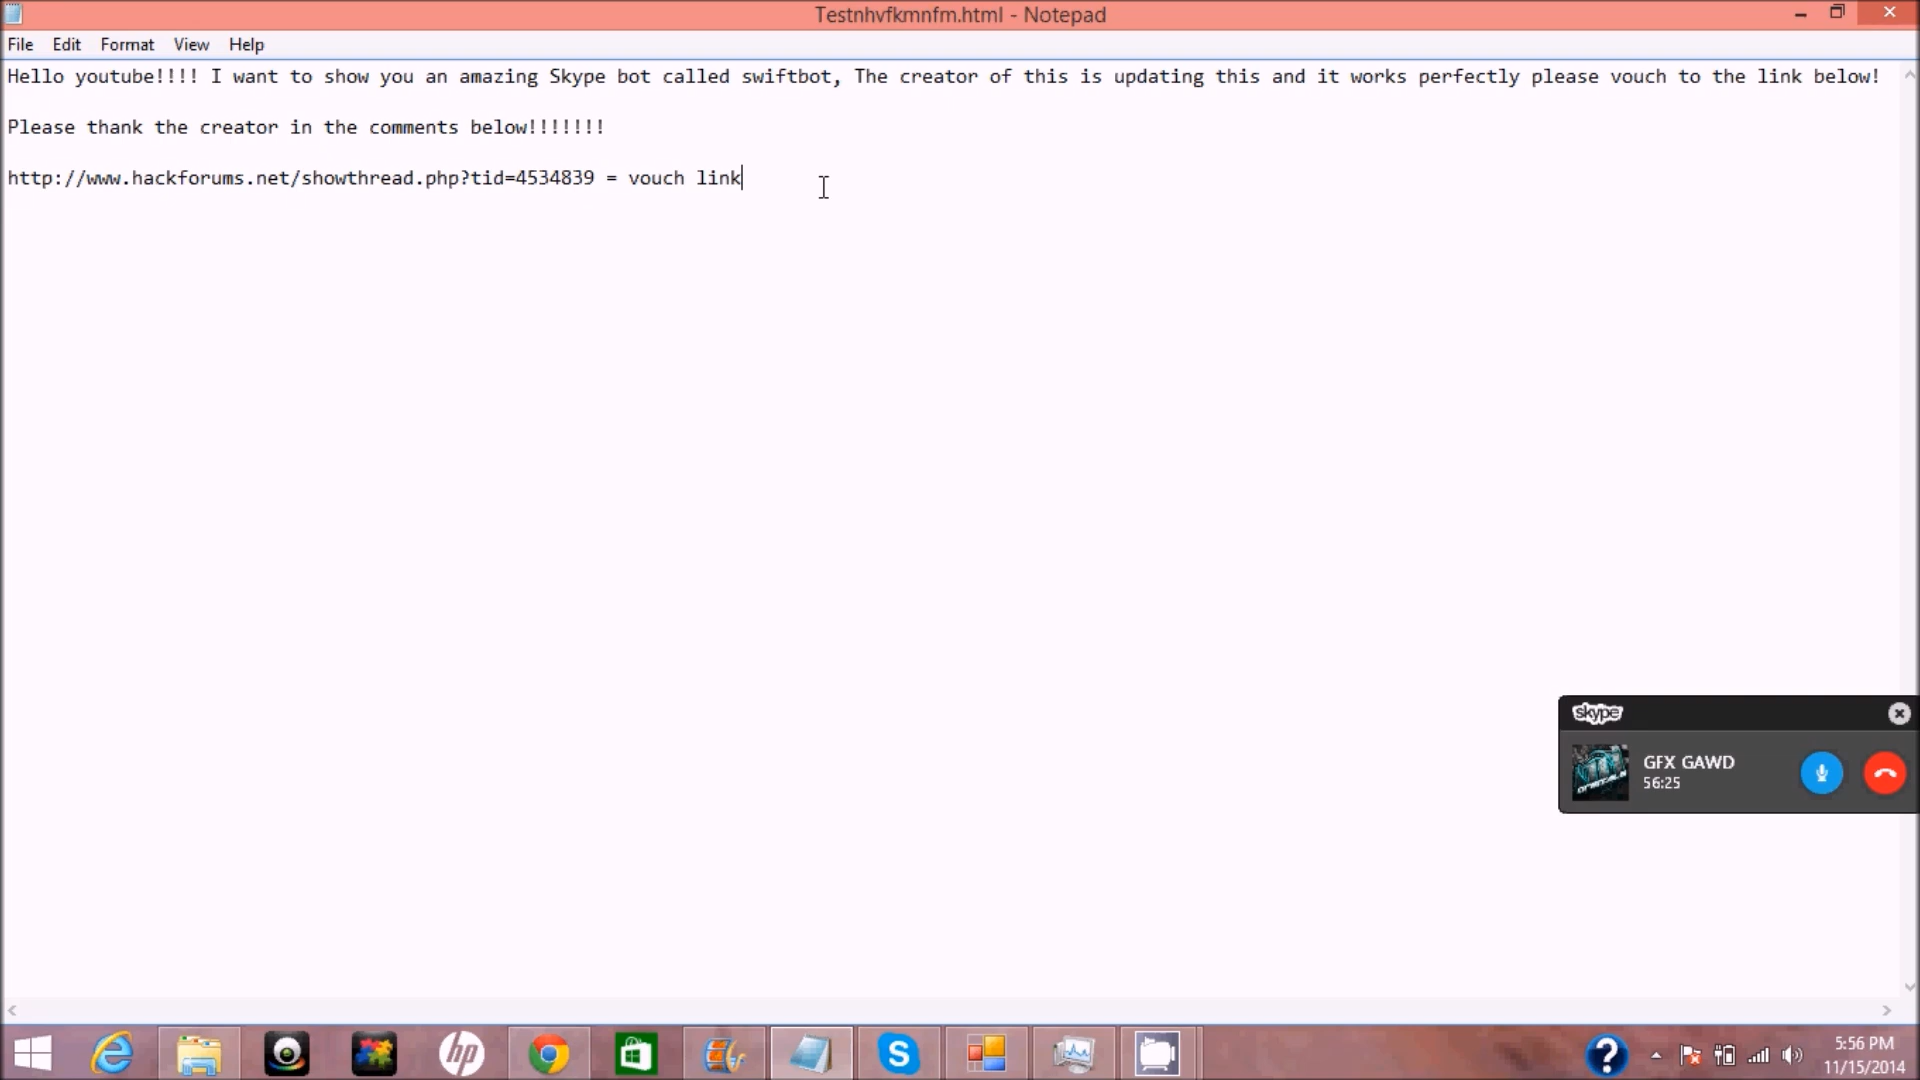 Testnhvfkmnfm.html - Notepad
File Edit Format View Help
Hello youtube!!!! I want to show you an amazing Skype bot called swiftbot, The creator of this is updating this and it works perfectly please vouch to the link below!
Please thank the creator in the comments below!!!!!!!
http://www.hackforums.net/showthread.php?tid=4534839 = vouch link
skype
GFX GAWD
56:25
hp
5:56 PM
11/15/2014